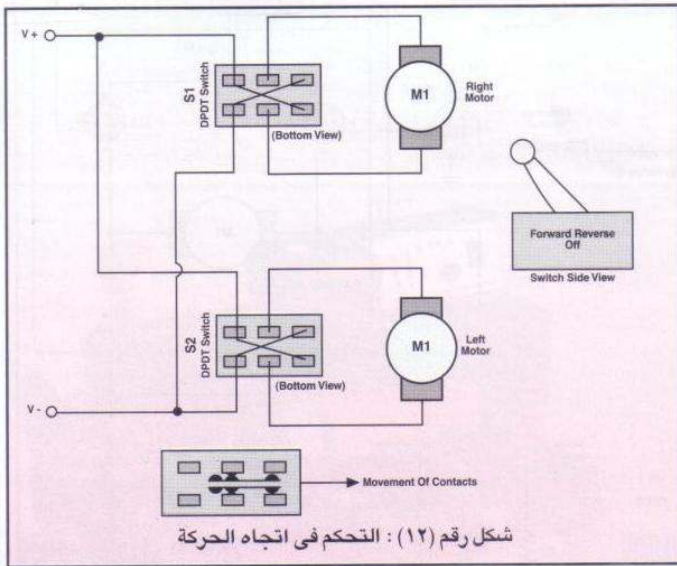 V +
S1
DPDT Switch
(Bottom View)
M1
Right
Motor
Forward Reverse
Off
Switch Side View
S2
DPDT Switch
(Bottom View)
M1
Left
Motor
V -
Movement Of Contacts
شكل رقم (١٢) : التحكم فى اتجاه الحركة